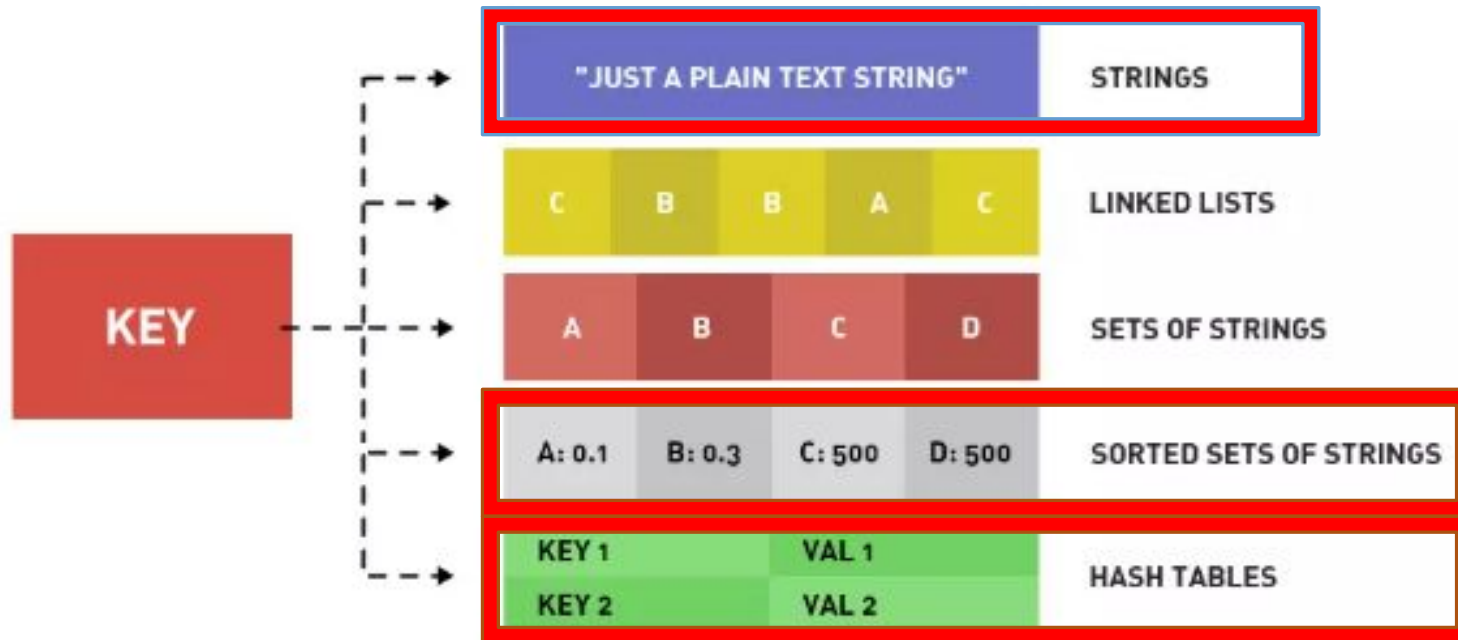 KEY
"JUST A PLAIN TEXT STRING" STRINGS
C B B A C LINKED LISTS
A B C D SETS OF STRINGS
A: 0.1 B: 0.3 C: 500 D: 500 SORTED SETS OF STRINGS
KEY 1 VAL 1
KEY 2 VAL 2
HASH TABLES